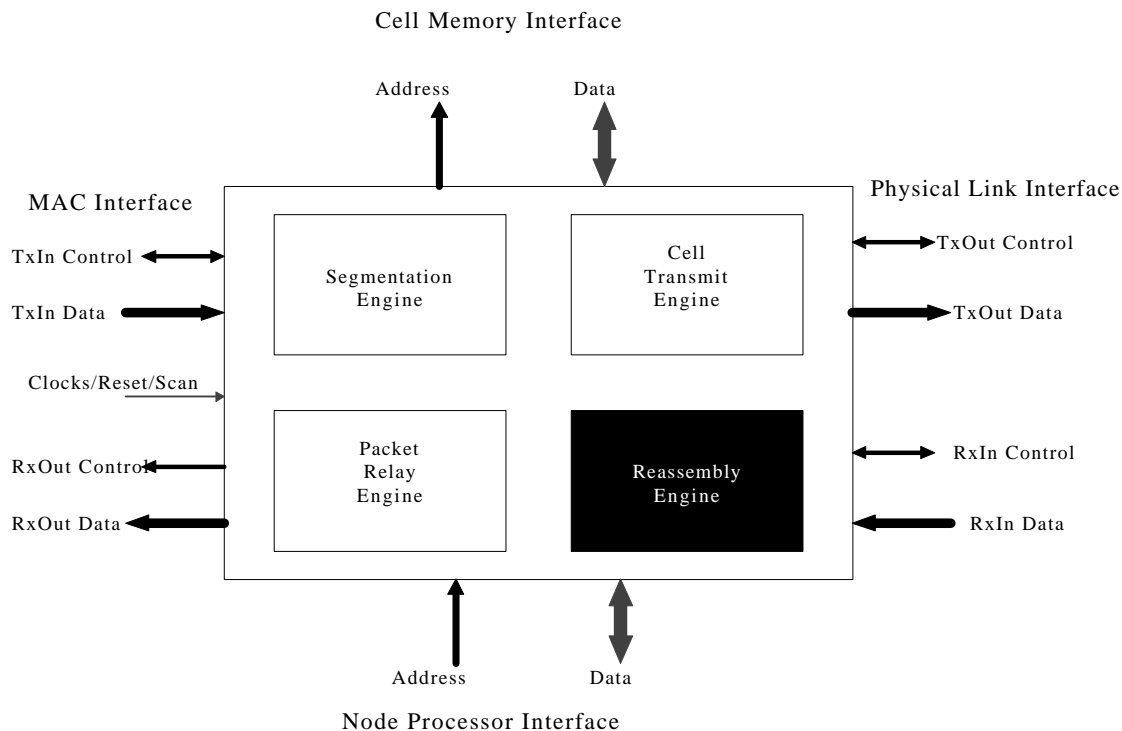 Cell Memory Interface
Address
Data
MAC Interface
Physical Link Interface
TxIn Control
TxOut Control
Segmentation
Engine
Cell
Transmit
Engine
TxIn Data
TxOut Data
Clocks/Reset/Scan
Packet
Relay
Engine
Reassembly
Engine
RxOut Control
RxIn Control
RxOut Data
RxIn Data
Address
Data
Node Processor Interface